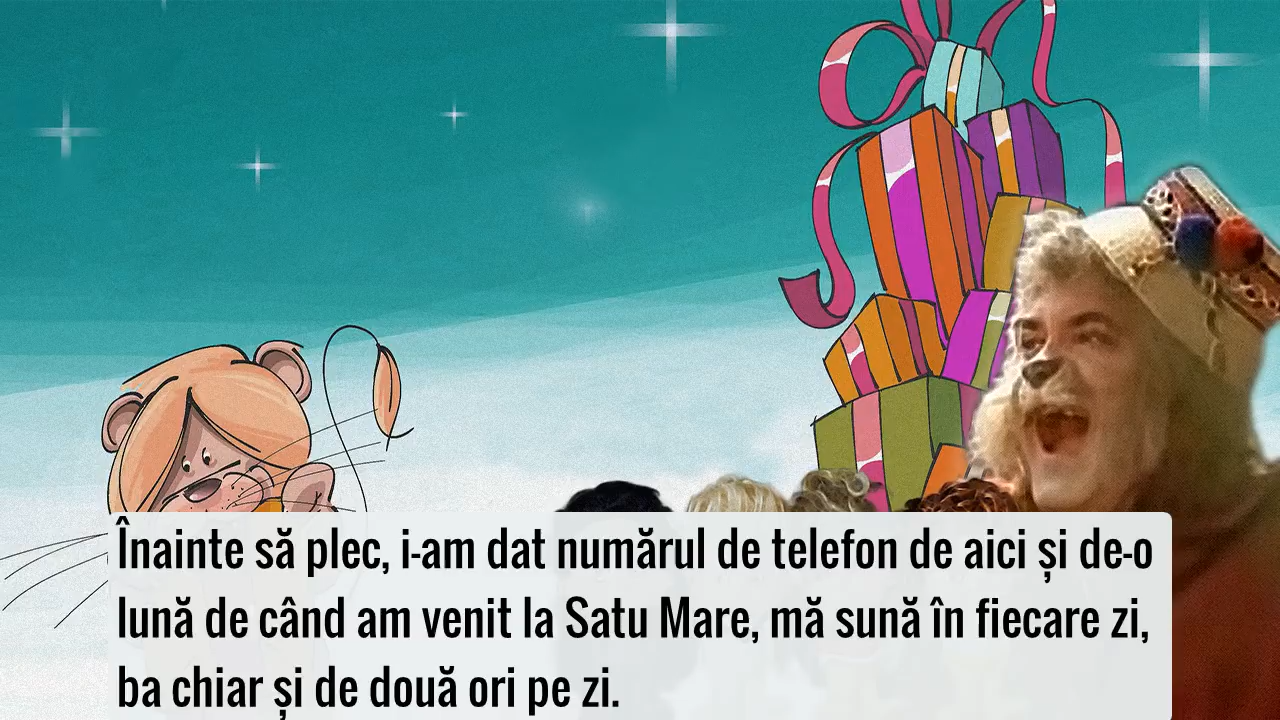 Înainte să plec, i-am dat numărul de telefon de aici și de-o
lună de când am venit la Satu Mare, mă sună în fiecare zi,
ba chiar și de două ori pe zi.